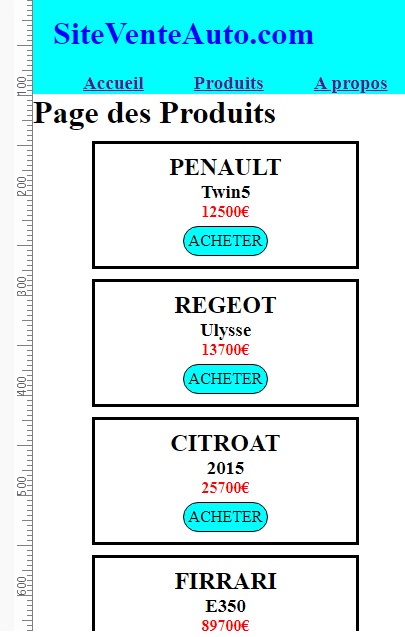 SiteVenteAuto.com
Accueil Produits A propos
Page des Produits
PENAULT
Twin5
12500€
ACHETER
REGEOT
Ulysse
13700€
ACHETER
CITROAT
2015
25700€
ACHETER
FIRRARI
E350
89700€
100
200
300
400
500
600